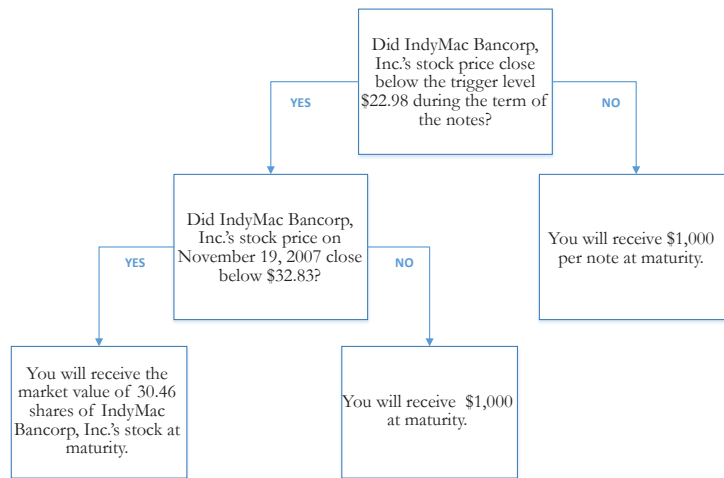 Did IndyMac Bancorp,
Inc.'s stock price close
below the trigger level
$22.98 during the term of
the notes?
YES
NO
Did IndyMac Bancorp,
Inc.'s stock price on
November 19, 2007 close
below $32.83?
You will receive $1,000
per note at maturity.
YES
NO
You will receive the
market value of 30.46
shares of IndyMac
Bancorp, Inc.'s stock at
maturity.
You will receive $1,000
at maturity.